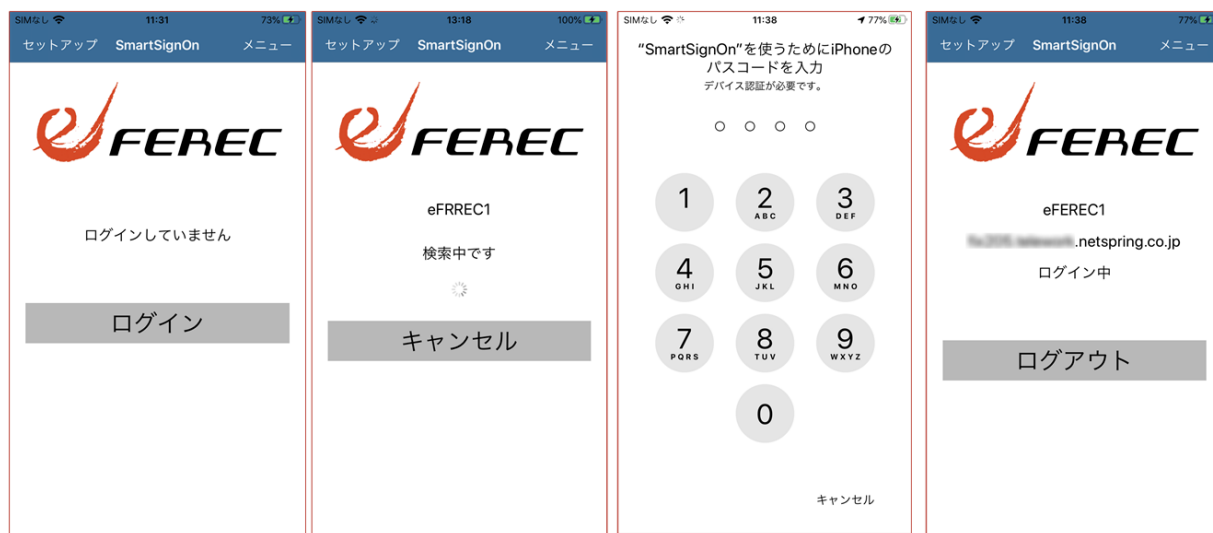 SIMなし 11:31 73%
セットアップ SmartSignOn メニュー
e FEREC
ログインしていません
ログイン
SIMなし 13:18 100%
セットアップ SmartSignOn メニュー
e FEREC
eFRREC1
検索中です
キャンセル
SIMなし 11:38 77%
“SmartSignOn”を使うためにiPhoneの
パスコードを入力
デバイス認証が必要です。
1 2 3
ABC DEF
4 5 6
GHI JKL MNO
7 8 9
PQRS TUV WXYZ
0
キャンセル
SIMなし 11:38 77%
セットアップ SmartSignOn メニュー
e FEREC
eFEREC1
.netspring.co.jp
ログイン中
ログアウト